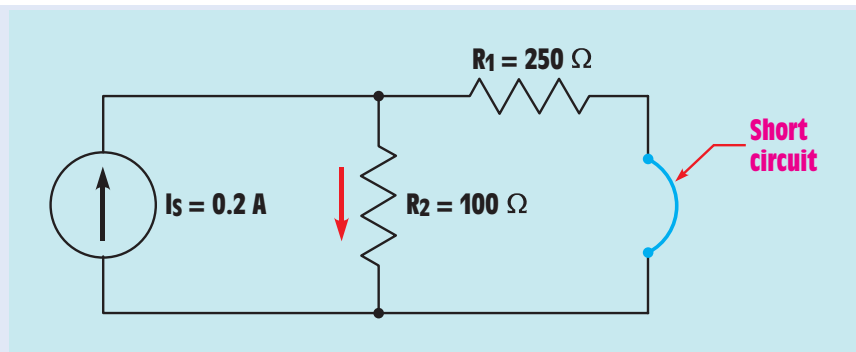 R1 = 250 Ω
Short
circuit
IS = 0.2 A
R2 = 100 Ω